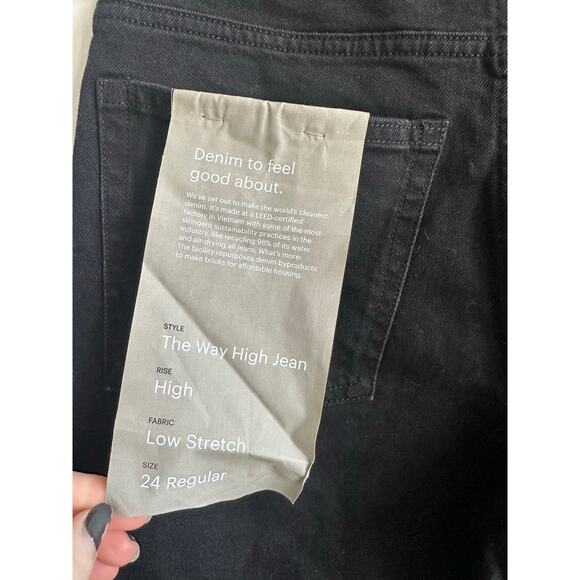 Denim to feel
good about.
We've set out to make the world's cleanest
denim. It's made at a LEED-certified
factory in Vietnam with some of the most
stringent sustainability practices in the
industry, like recycling 98% of its water
and air-drying all jeans. What's more:
The facility repurposes denim byproducts
to make bricks for affordable housing.
STYLE
The Way High Jean
RISE
High
FABRIC
Low Stretch
SIZE
24 Regular